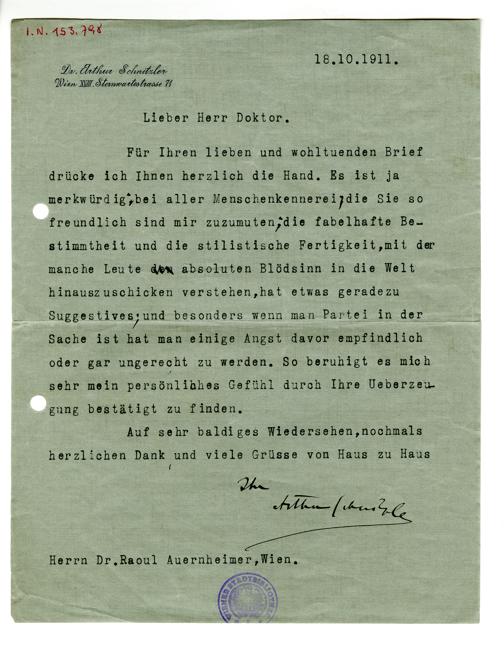 I.N. 153.798
18.10.1911.
Dr. Arthur Schnitzler
Wien XVIII. Sternwartestrasse 71
Lieber Herr Doktor.
Für Ihren lieben und wohltuenden Brief
drücke ich Ihnen herzlich die Hand. Es ist ja
merkwürdig, bei aller Menschenkennerei, die Sie so
freundlich sind mir zuzumuten; die fabelhafte Be-
stimmtheit und die stilistische Fertigkeit, mit der
manche Leute den absoluten Blödsinn in die Welt
hinauszuschicken verstehen, hat etwas geradezu
Suggestives; und besonders wenn man Partei in der
Sache ist hat man einige Angst davor empfindlich
oder gar ungerecht zu werden. So beruhigt es mich
sehr mein persönliches Gefühl durch Ihre Ueberzeu-
gung bestätigt zu finden.
Auf sehr baldiges Wiedersehen, nochmals
herzlichen Dank und viele Grüsse von Haus zu Haus
Ihr
Arthur Schnitzler
Herrn Dr. Raoul Auernheimer, Wien.